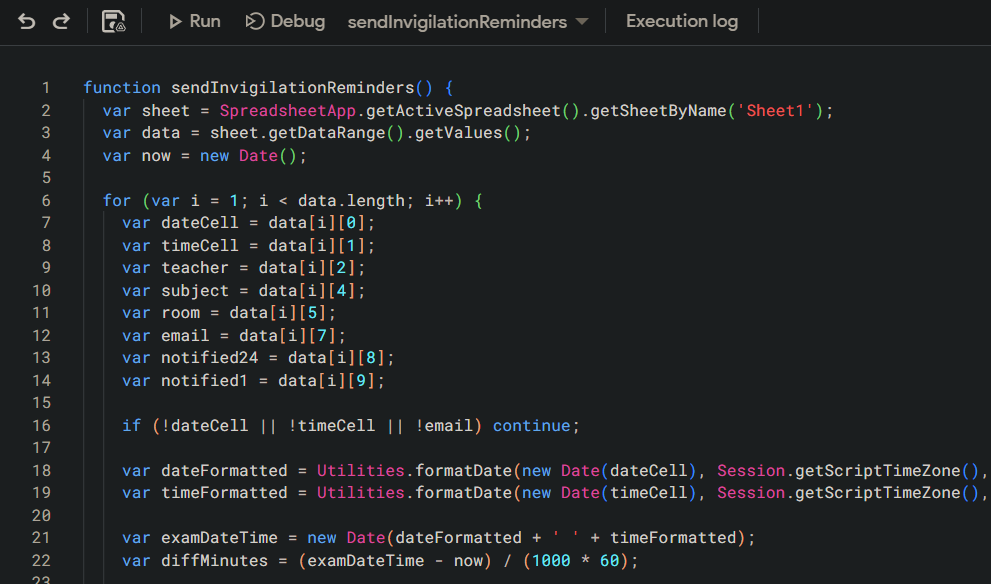 Run Debug sendInvigilationReminders Execution log
1 function sendInvigilationReminders() {
2 var sheet = SpreadsheetApp.getActiveSpreadsheet().getSheetByName('Sheet1');
3 var data = sheet.getDataRange().getValues();
4 var now = new Date();
5
6 for (var i = 1; i < data.length; i++) {
7 var dateCell = data[i][0];
8 var timeCell = data[i][1];
9 var teacher = data[i][2];
10 var subject = data[i][4];
11 var room = data[i][5];
12 var email = data[i][7];
13 var notified24 = data[i][8];
14 var notified1 = data[i][9];
15
16 if (!dateCell || !timeCell || !email) continue;
17
18 var dateFormatted = Utilities.formatDate(new Date(dateCell), Session.getScriptTimeZone(),
19 var timeFormatted = Utilities.formatDate(new Date(timeCell), Session.getScriptTimeZone(),
20
21 var examDateTime = new Date(dateFormatted + ' ' + timeFormatted);
22 var diffMinutes = (examDateTime - now) / (1000 * 60);
23